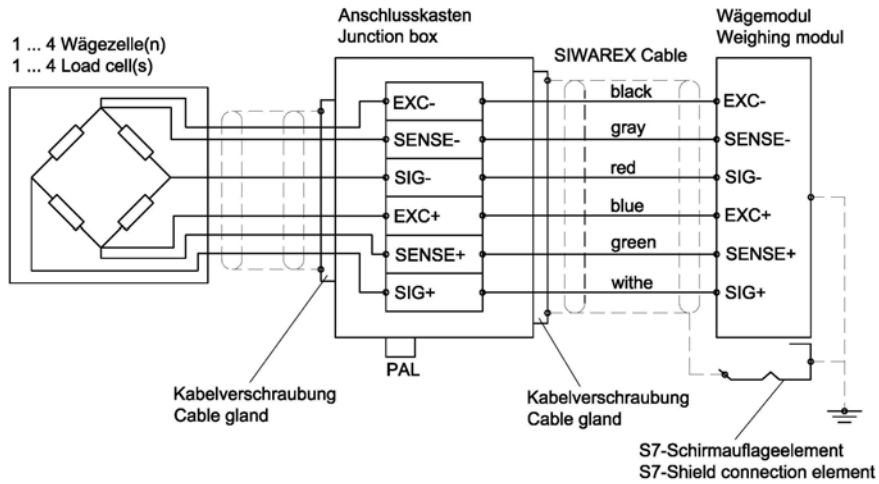 Anschlusskasten
Junction box
Wägemodul
Weighing modul
1 ... 4 Wägezelle(n)
1 ... 4 Load cell(s)
SIWAREX Cable
EXC-
black
EXC-
SENSE-
gray
SENSE-
SIG-
red
SIG-
EXC+
blue
EXC+
SENSE+
green
SENSE+
SIG+
withe
SIG+
PAL
Kabelverschraubung
Cable gland
Kabelverschraubung
Cable gland
S7-Schirmauflageelement
S7-Shield connection element